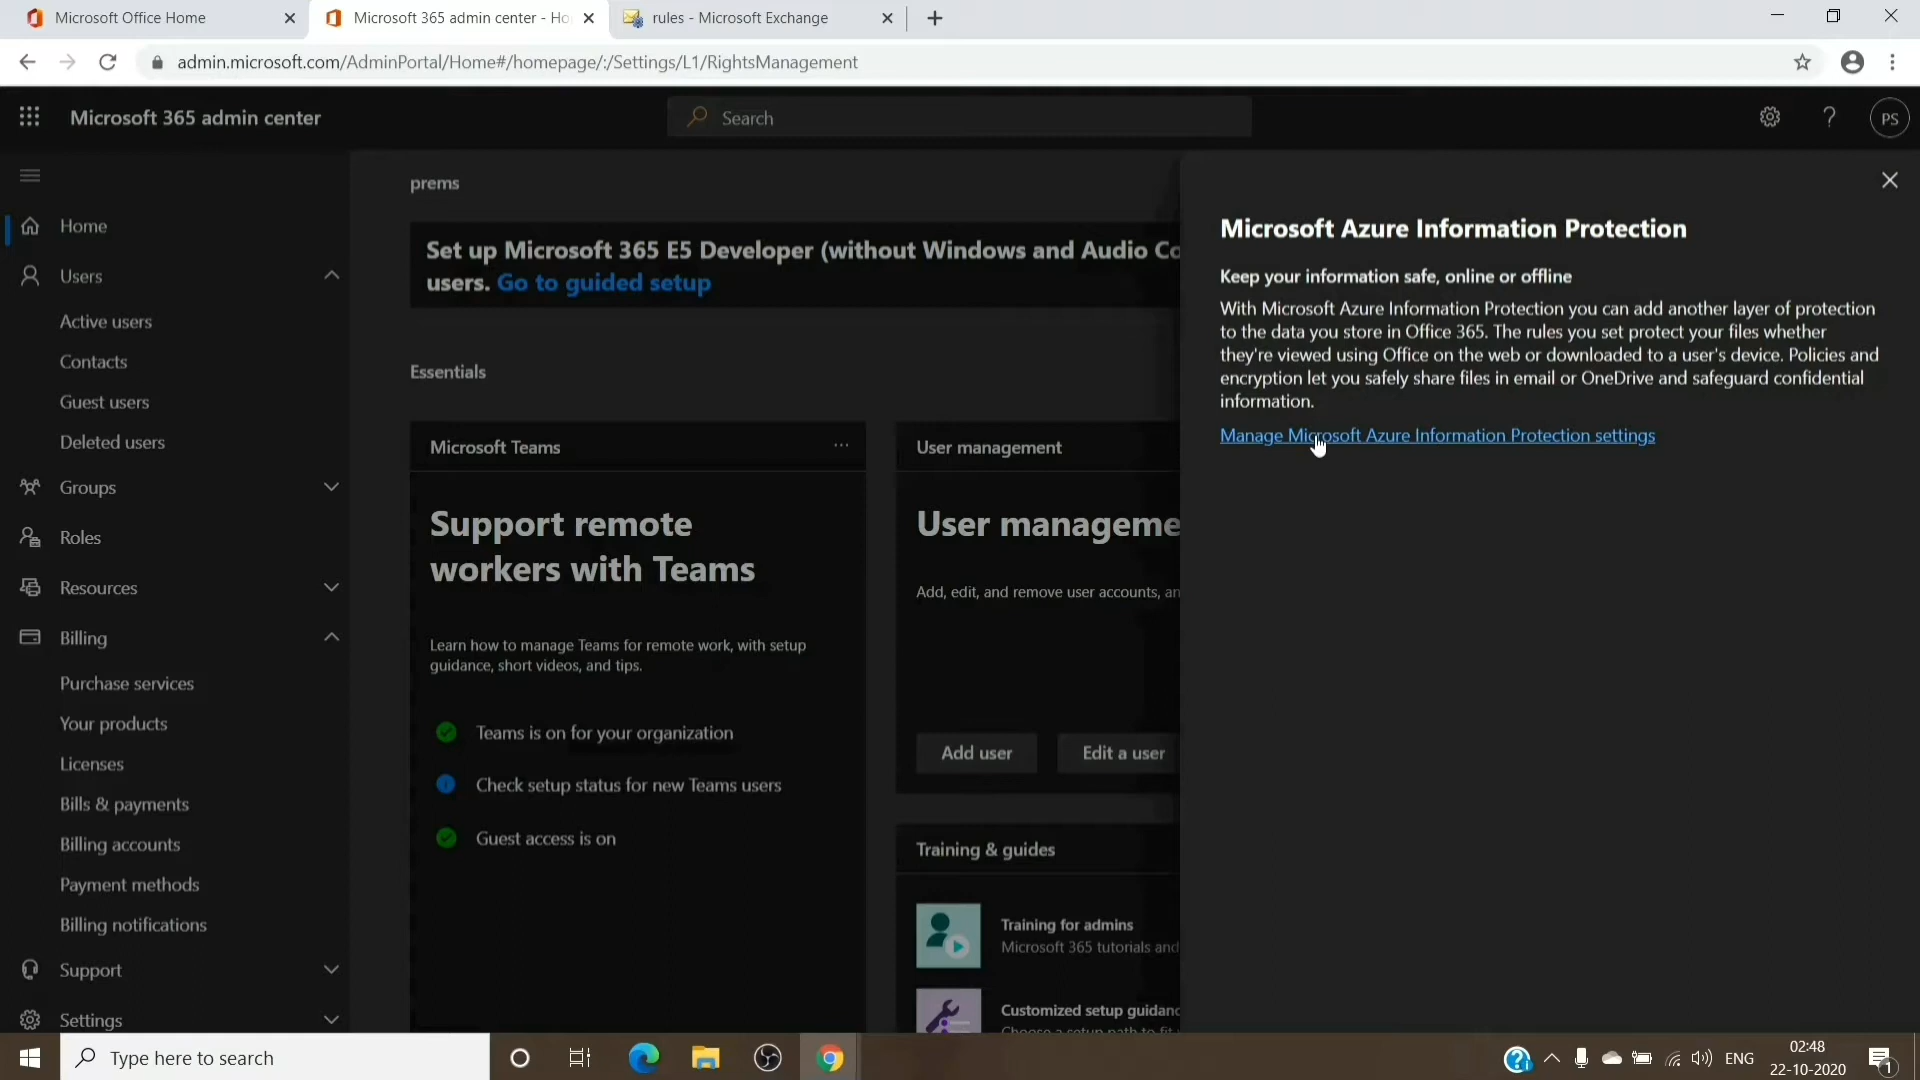 Microsoft Office Home
Microsoft 365 admin center - Ho
rules - Microsoft Exchange
admin.microsoft.com/AdminPortal/Home#/homepage/:/Settings/L1/RightsManagement
Microsoft 365 admin center
Search
PS
Home
Users
Active users
Contacts
Guest users
Deleted users
Groups
Roles
Resources
Billing
Purchase services
Your products
Licenses
Bills & payments
Billing accounts
Payment methods
Billing notifications
Support
Settings
prems
Set up Microsoft 365 E5 Developer (without Windows and Audio Co
users. Go to guided setup
Essentials
Microsoft Teams
Support remote
workers with Teams
Learn how to manage Teams for remote work, with setup
guidance, short videos, and tips.
Teams is on for your organization
Check setup status for new Teams users
Guest access is on
User management
User manageme
Add, edit, and remove user accounts, an
Add user
Edit a user
Training & guides
Training for admins
Microsoft 365 tutorials and
Customized setup guidanc
Choose a setup path to fit
Microsoft Azure Information Protection
Keep your information safe, online or offline
With Microsoft Azure Information Protection you can add another layer of protection
to the data you store in Office 365. The rules you set protect your files whether
they're viewed using Office on the web or downloaded to a user's device. Policies and
encryption let you safely share files in email or OneDrive and safeguard confidential
information.
Manage Microsoft Azure Information Protection settings
Type here to search
ENG
02:48
22-10-2020
1